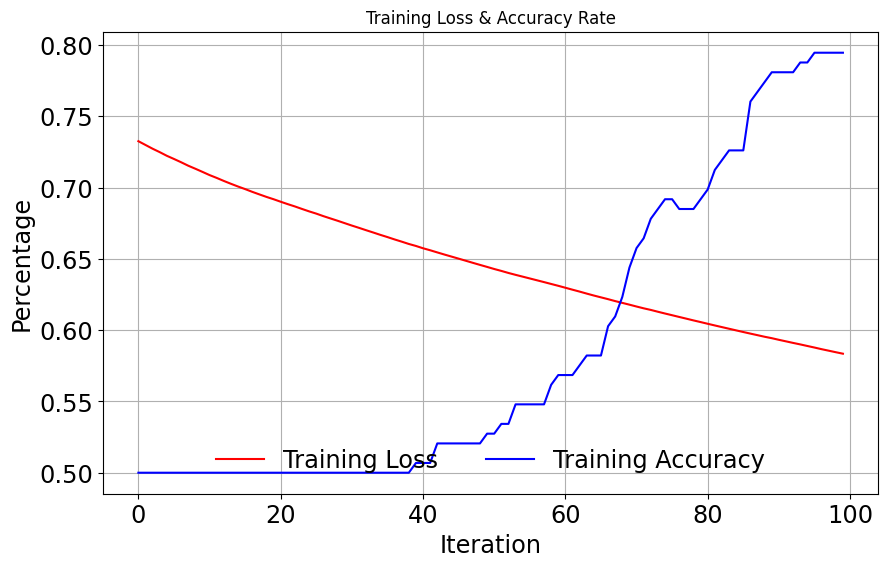 Training Loss & Accuracy Rate
0.80
0.75
0.70
0.65
0.60
0.55
0.50
Percentage
Training Loss Training Accuracy
0 20 40 60 80 100
Iteration